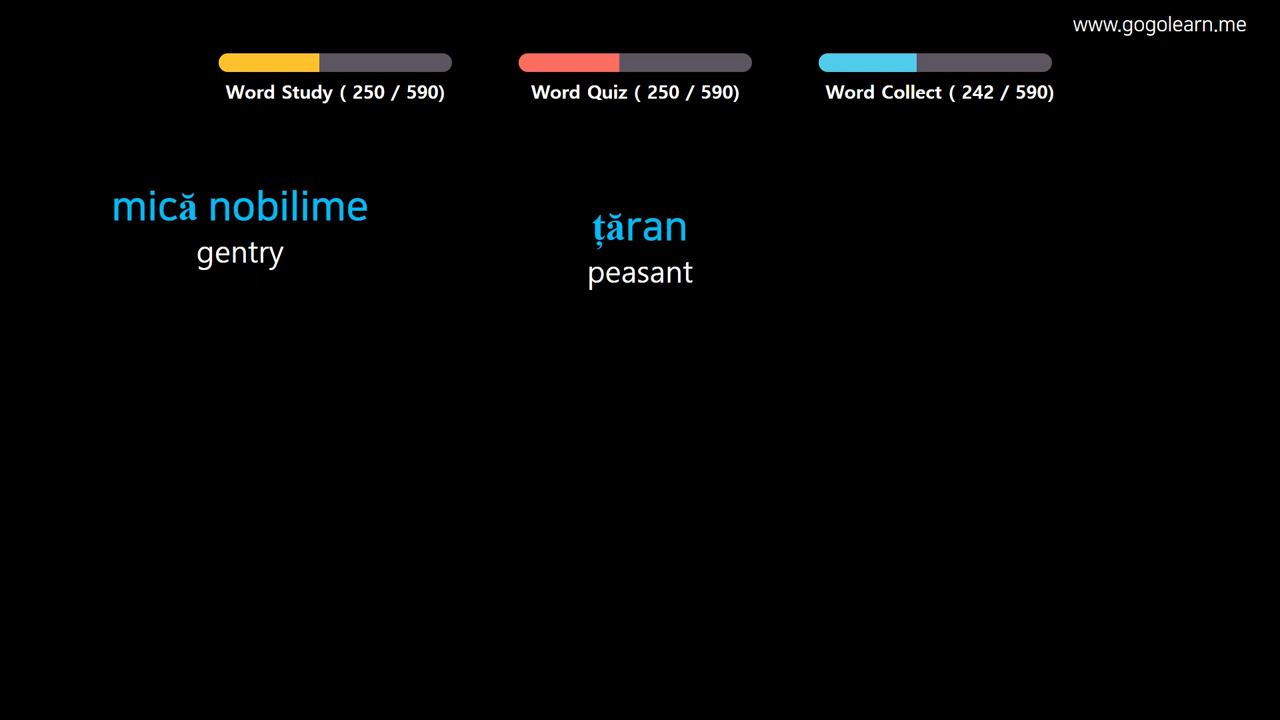 www.gogolearn.me
Word Study ( 250 / 590)
Word Quiz ( 250 / 590)
Word Collect ( 242 / 590)
mică nobilime
gentry
țăran
peasant